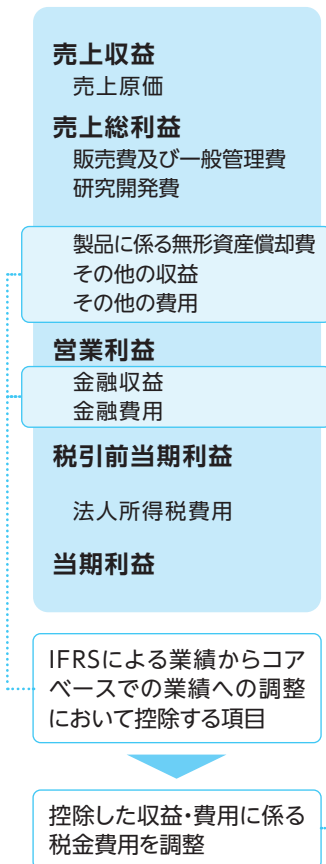 売上収益
売上原価
売上総利益
販売費及び一般管理費
研究開発費
製品に係る無形資産償却費
その他の収益
その他の費用
営業利益
金融収益
金融費用
税引前当期利益
法人所得税費用
当期利益
IFRSによる業績からコア
ベースでの業績への調整
において控除する項目
控除した収益・費用に係る
税金費用を調整